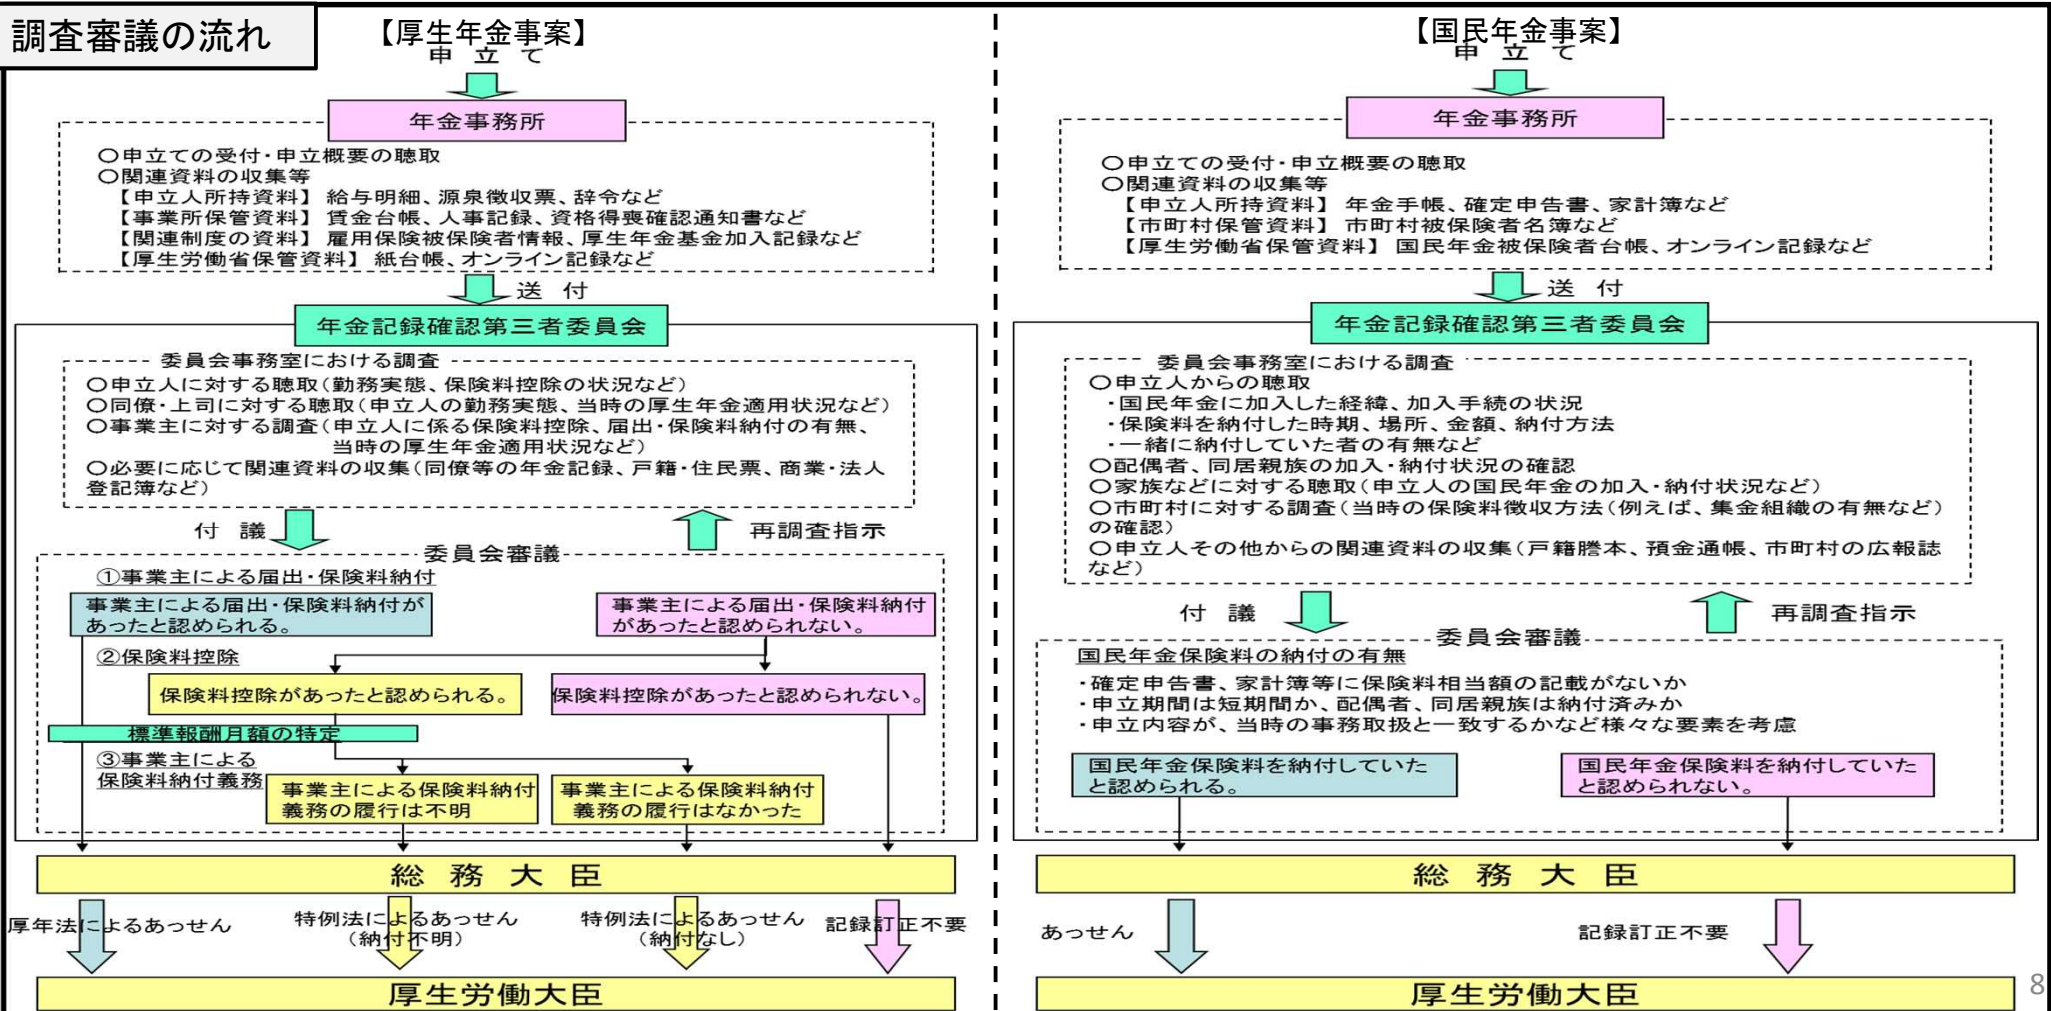 調査審議の流れ
【厚生年金事案】
申 立 て
年金事務所
○申立ての受付・申立概要の聴取
○関連資料の収集等
【申立人所持資料】 給与明細、源泉徴収票、辞令など
【事業所保管資料】 賃金台帳、人事記録、資格得喪確認通知書など
【関連制度の資料】 雇用保険被保険者情報、厚生年金基金加入記録など
【厚生労働省保管資料】 紙台帳、オンライン記録など
送 付
年金記録確認第三者委員会
委員会事務室における調査
○申立人に対する聴取（勤務実態、保険料控除の状況など）
○同僚・上司に対する聴取（申立人の勤務実態、当時の厚生年金適用状況など）
○事業主に対する調査（申立人に係る保険料控除、届出・保険料納付の有無、
当時の厚生年金適用状況など）
○必要に応じて関連資料の収集（同僚等の年金記録、戸籍・住民票、商業・法人
登記簿など）
付 議
再調査指示
委員会審議
①事業主による届出・保険料納付
事業主による届出・保険料納付が
あったと認められる。
事業主による届出・保険料納付
があったと認められない。
②保険料控除
保険料控除があったと認められる。
保険料控除があったと認められない。
標準報酬月額の特定
③事業主による
保険料納付義務
事業主による保険料納付
義務の履行は不明
事業主による保険料納付
義務の履行はなかった
総 務 大 臣
厚年法によるあっせん
特例法によるあっせん
（納付不明）
特例法によるあっせん
（納付なし）
記録訂正不要
厚生労働大臣
【国民年金事案】
申 立 て
年金事務所
○申立ての受付・申立概要の聴取
○関連資料の収集等
【申立人所持資料】 年金手帳、確定申告書、家計簿など
【市町村保管資料】 市町村被保険者名簿など
【厚生労働省保管資料】 国民年金被保険者台帳、オンライン記録など
送 付
年金記録確認第三者委員会
委員会事務室における調査
○申立人からの聴取
・国民年金に加入した経緯、加入手続の状況
・保険料を納付した時期、場所、金額、納付方法
・一緒に納付していた者の有無など
○配偶者、同居親族の加入・納付状況の確認
○家族などに対する聴取（申立人の国民年金の加入・納付状況など）
○市町村に対する調査（当時の保険料徴収方法（例えば、集金組織の有無など）
の確認）
○申立人その他からの関連資料の収集（戸籍謄本、預金通帳、市町村の広報誌
など）
付 議
再調査指示
委員会審議
国民年金保険料の納付の有無
・確定申告書、家計簿等に保険料相当額の記載がないか
・申立期間は短期間か、配偶者、同居親族は納付済みか
・申立内容が、当時の事務取扱と一致するかなど様々な要素を考慮
国民年金保険料を納付していた
と認められる。
国民年金保険料を納付していた
と認められない。
総 務 大 臣
あっせん
記録訂正不要
厚生労働大臣
8